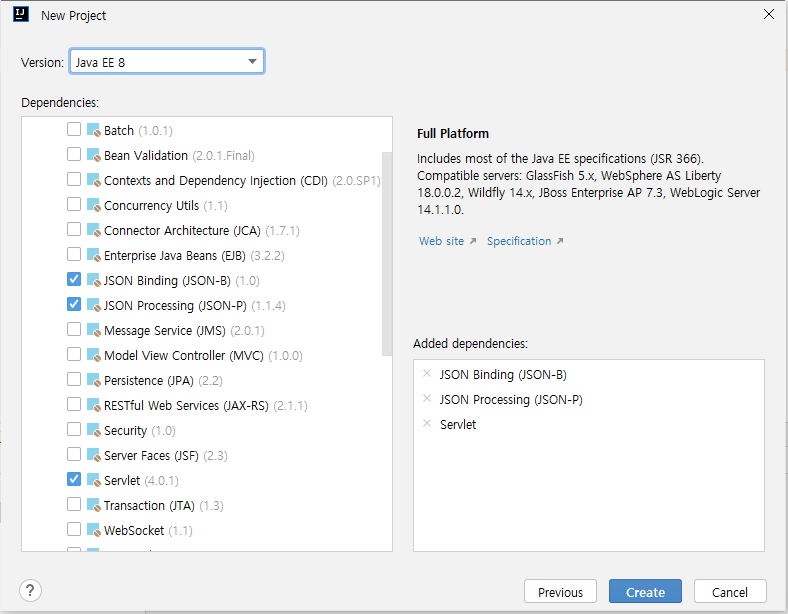 IJ
New Project
Version:
Java EE 8
Dependencies:
Batch (1.0.1)
Bean Validation (2.0.1.Final)
Contexts and Dependency Injection (CDI) (2.0.SP1)
Concurrency Utils (1.1)
Connector Architecture (JCA) (1.7.1)
Enterprise Java Beans (EJB) (3.2.2)
JSON Binding (JSON-B) (1.0)
JSON Processing (JSON-P) (1.1.4)
Message Service (JMS) (2.0.1)
Model View Controller (MVC) (1.0.0)
Persistence (JPA) (2.2)
RESTful Web Services (JAX-RS) (2.1.1)
Security (1.0)
Server Faces (JSF) (2.3)
Servlet (4.0.1)
Transaction (JTA) (1.3)
WebSocket (1.1)
Full Platform
Includes most of the Java EE specifications (JSR 366).
Compatible servers: GlassFish 5.x, WebSphere AS Liberty
18.0.0.2, Wildfly 14.x, JBoss Enterprise AP 7.3, WebLogic Server
14.1.1.0.
Web site ↗ Specification ↗
Added dependencies:
× JSON Binding (JSON-B)
× JSON Processing (JSON-P)
× Servlet
?
Previous
Create
Cancel